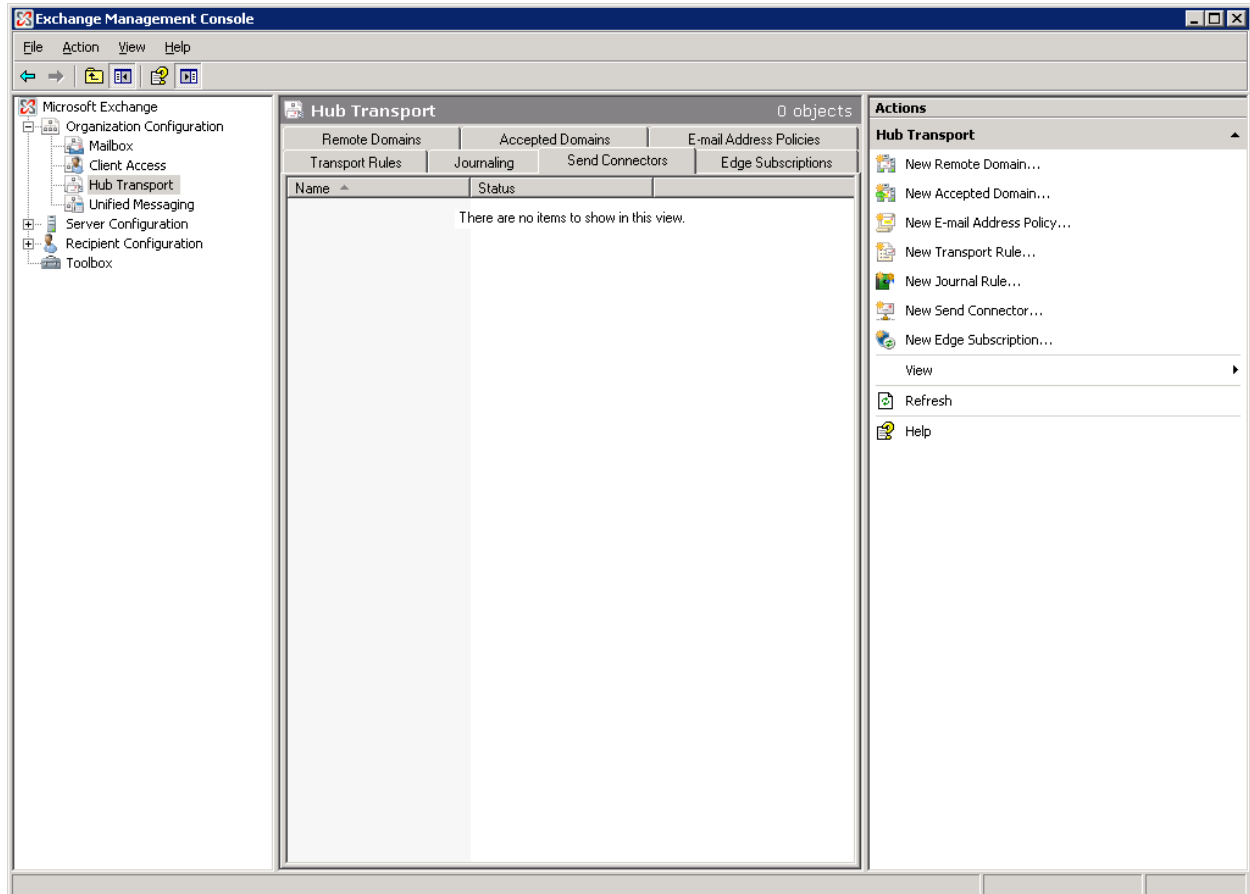 Exchange Management Console
File Action View Help
Microsoft Exchange
Organization Configuration
Mailbox
Client Access
Hub Transport
Unified Messaging
Server Configuration
Recipient Configuration
Toolbox
Hub Transport 0 objects
Remote Domains Accepted Domains E-mail Address Policies
Transport Rules Journaling Send Connectors Edge Subscriptions
Name Status
There are no items to show in this view.
Actions
Hub Transport
New Remote Domain...
New Accepted Domain...
New E-mail Address Policy...
New Transport Rule...
New Journal Rule...
New Send Connector...
New Edge Subscription...
View
Refresh
Help